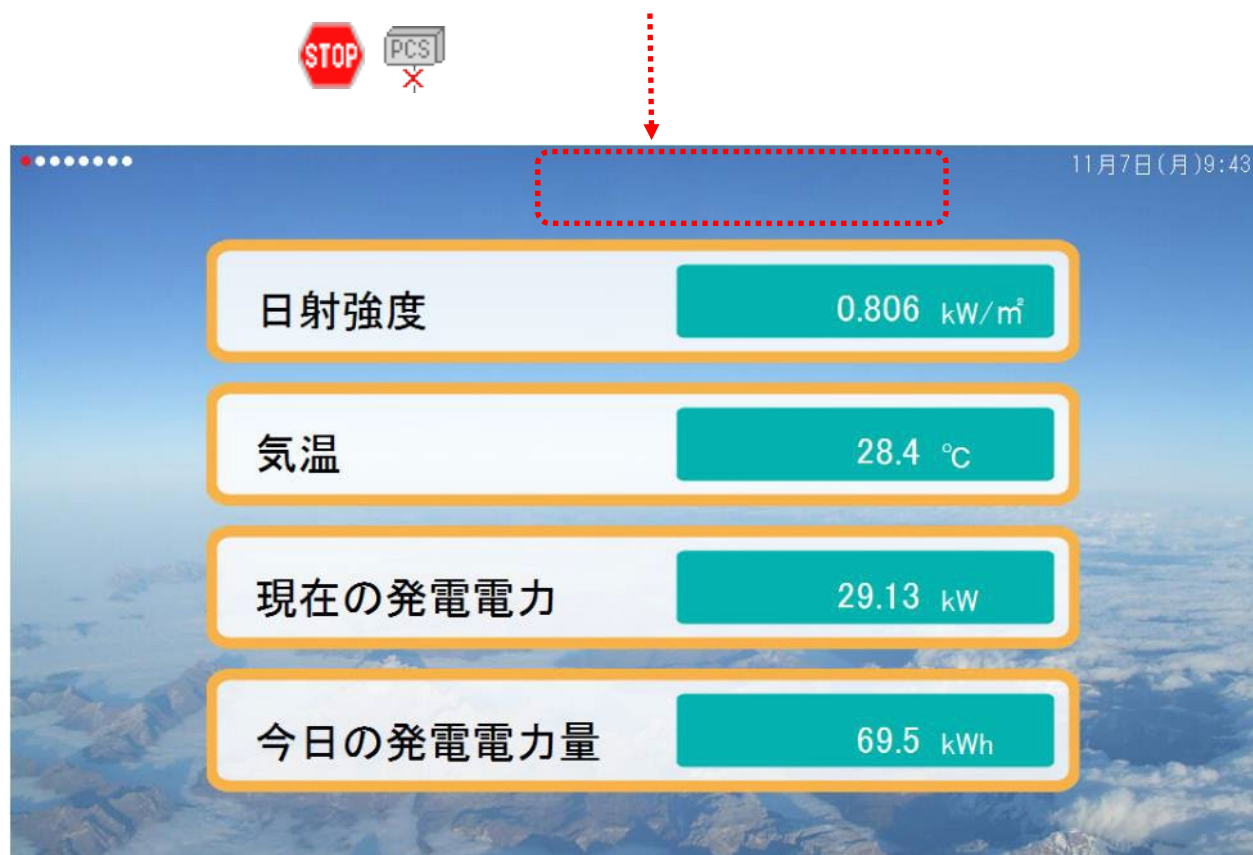 STOP PCS
11月7日(月)9:43
日射強度 0.806 kW/㎡
気温 28.4 ℃
現在の発電電力 29.13 kW
今日の発電電力量 69.5 kWh